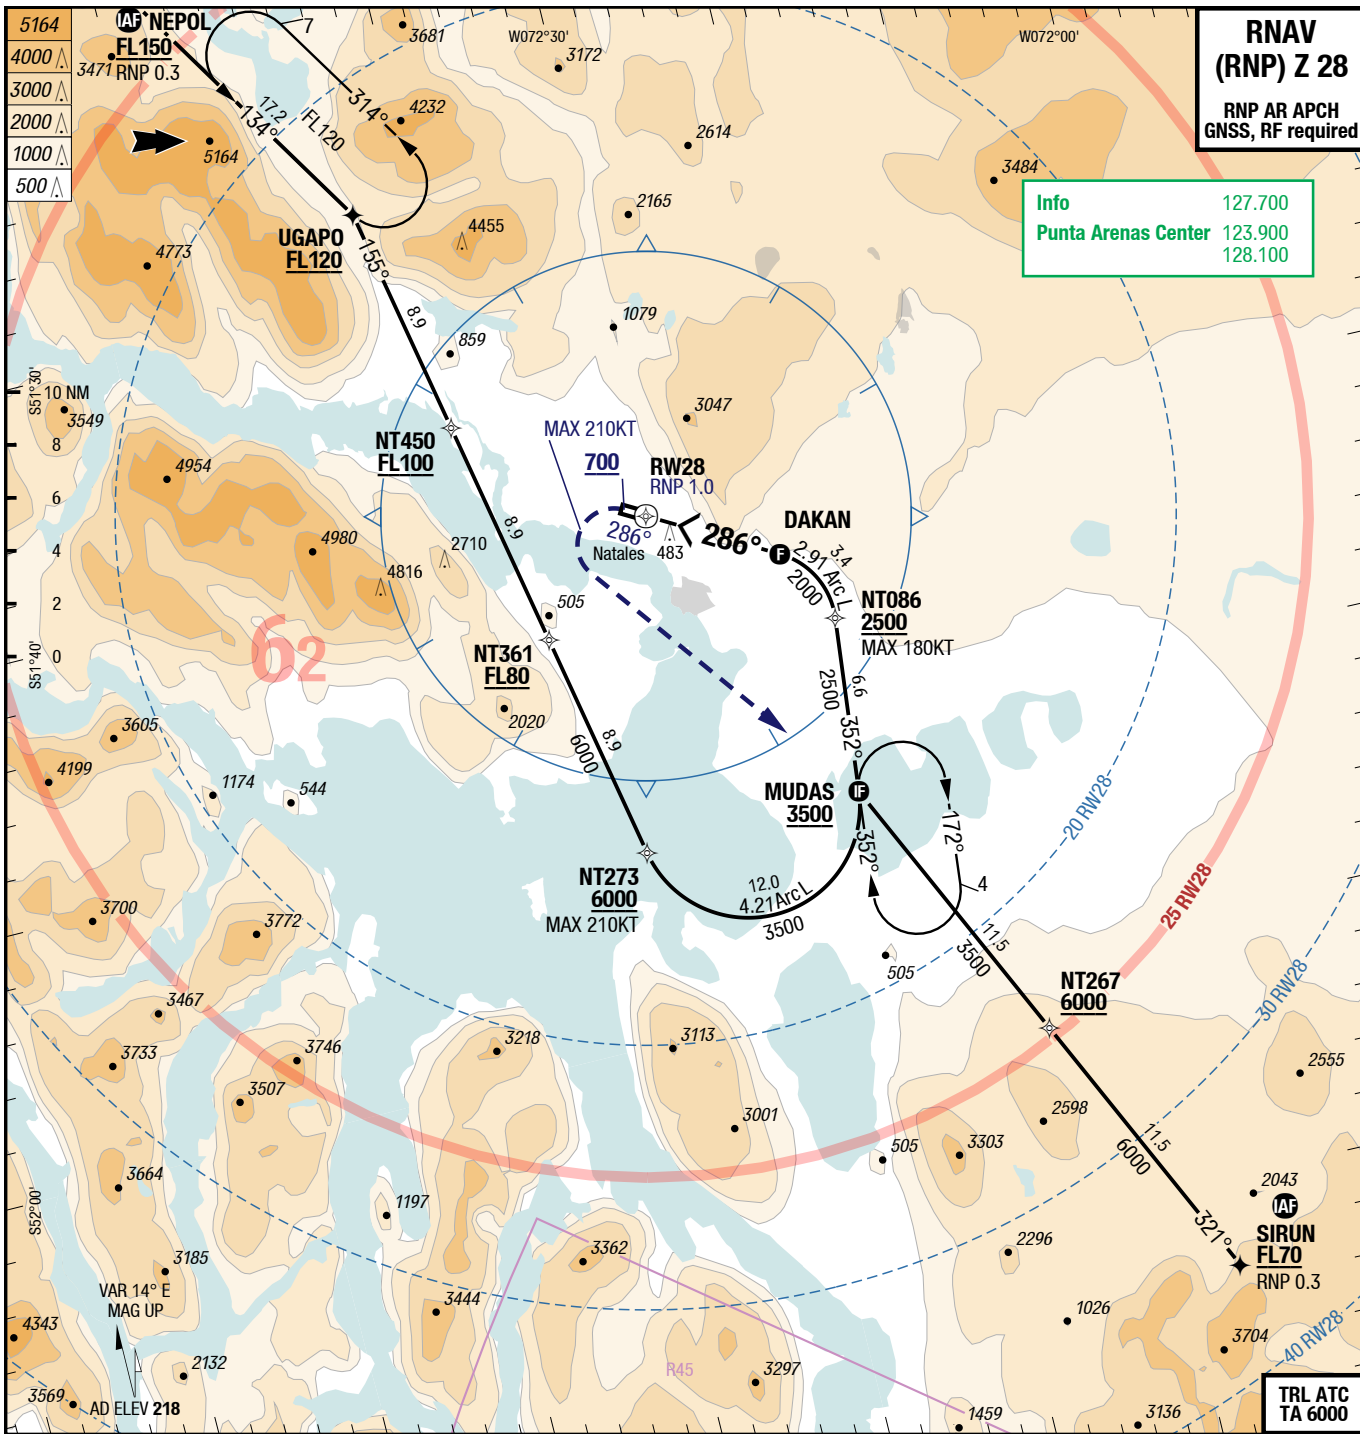 5164
4000
3000
2000
1000
500
IAF NEPOL
FL150
RNP 0.3
3471
7
3681
W072°30'
3172
W072°00'
RNAV
(RNP) Z 28
RNP AR APCH
GNSS, RF required
17.2
134°
FL120
314°
4232
5164
2614
3484
Info 127.700
Punta Arenas Center 123.900
128.100
2165
UGAPO
FL120
4455
155°
4773
8.9
1079
859
S51°30'
10 NM
3549
8
6
4
2
0
S51°40'
3047
MAX 210KT
NT450
FL100
700
RW28
RNP 1.0
4954
8.9
286°
Natales
483
286°
DAKAN
F
3.4
2.91 Arc L
2000
4980
2710
4816
505
NT086
2500
MAX 180KT
62
NT361
FL80
2020
6.6
2500
352°
8.9
6000
3605
4199
1174
544
MUDAS
3500
IF
20 RW28
172°
352°
4
NT273
6000
MAX 210KT
12.0
4.21 Arc L
3500
25 RW28
3700
3772
11.5
3500
505
NT267
6000
30 RW28
3467
3733
3746
3507
3218
3113
3001
2555
2598
3303
505
11.5
6000
3664
1197
2043
IAF
SIRUN
FL70
RNP 0.3
321°
S52°00'
3185
3362
2296
VAR 14° E
MAG UP
3444
1026
4343
3704
40 RW28
2132
R45
3297
3569
AD ELEV 218
1459
3136
TRL ATC
TA 6000